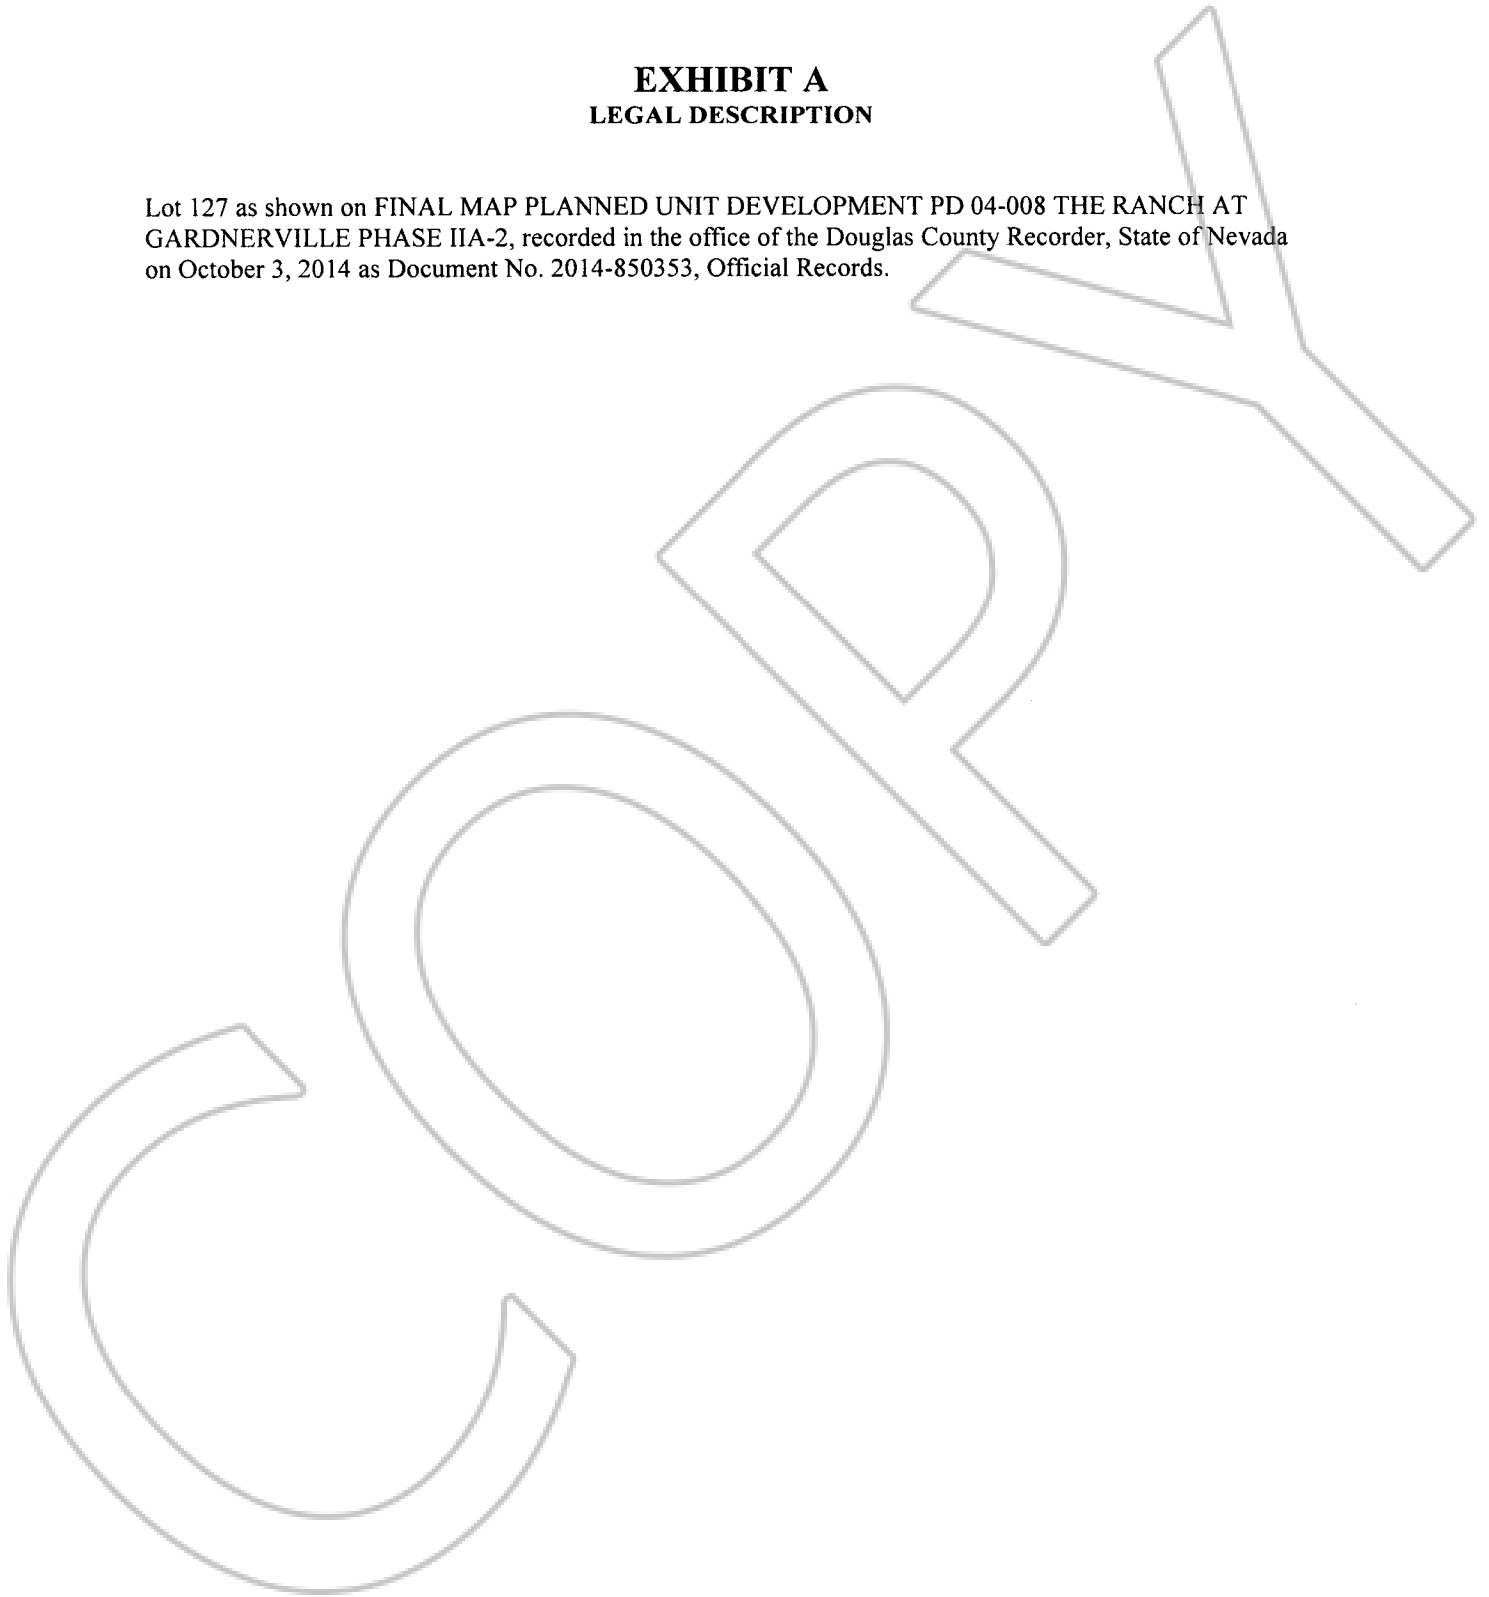 EXHIBIT A
LEGAL DESCRIPTION
Lot 127 as shown on FINAL MAP PLANNED UNIT DEVELOPMENT PD 04-008 THE RANCH AT
GARDNERVILLE PHASE IIA-2, recorded in the office of the Douglas County Recorder, State of Nevada
on October 3, 2014 as Document No. 2014-850353, Official Records.
COPY